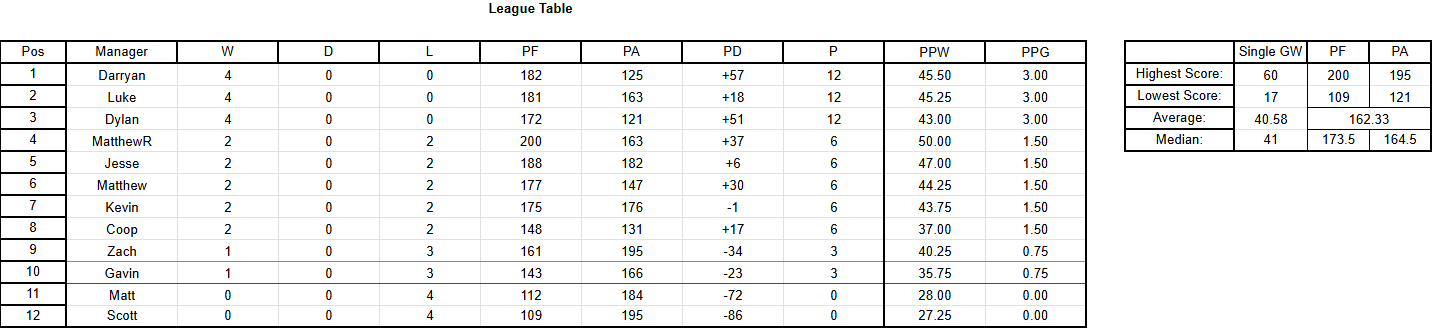 League Table
Pos Manager W D L PF PA PD P PPW PPG
1 Darryan 4 0 0 182 125 +57 12 45.50 3.00
2 Luke 4 0 0 181 163 +18 12 45.25 3.00
3 Dylan 4 0 0 172 121 +51 12 43.00 3.00
4 MatthewR 2 0 2 200 163 +37 6 50.00 1.50
5 Jesse 2 0 2 188 182 +6 6 47.00 1.50
6 Matthew 2 0 2 177 147 +30 6 44.25 1.50
7 Kevin 2 0 2 175 176 -1 6 43.75 1.50
8 Coop 2 0 2 148 131 +17 6 37.00 1.50
9 Zach 1 0 3 161 195 -34 3 40.25 0.75
10 Gavin 1 0 3 143 166 -23 3 35.75 0.75
11 Matt 0 0 4 112 184 -72 0 28.00 0.00
12 Scott 0 0 4 109 195 -86 0 27.25 0.00
Single GW PF PA
Highest Score: 60 200 195
Lowest Score: 17 109 121
Average: 40.58 162.33
Median: 41 173.5 164.5